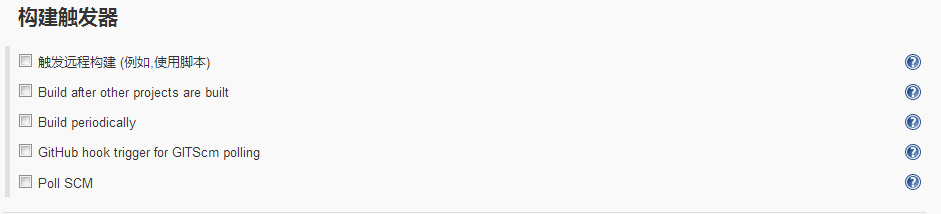 构建触发器
触发远程构建 (例如,使用脚本)
Build after other projects are built
Build periodically
GitHub hook trigger for GITScm polling
Poll SCM